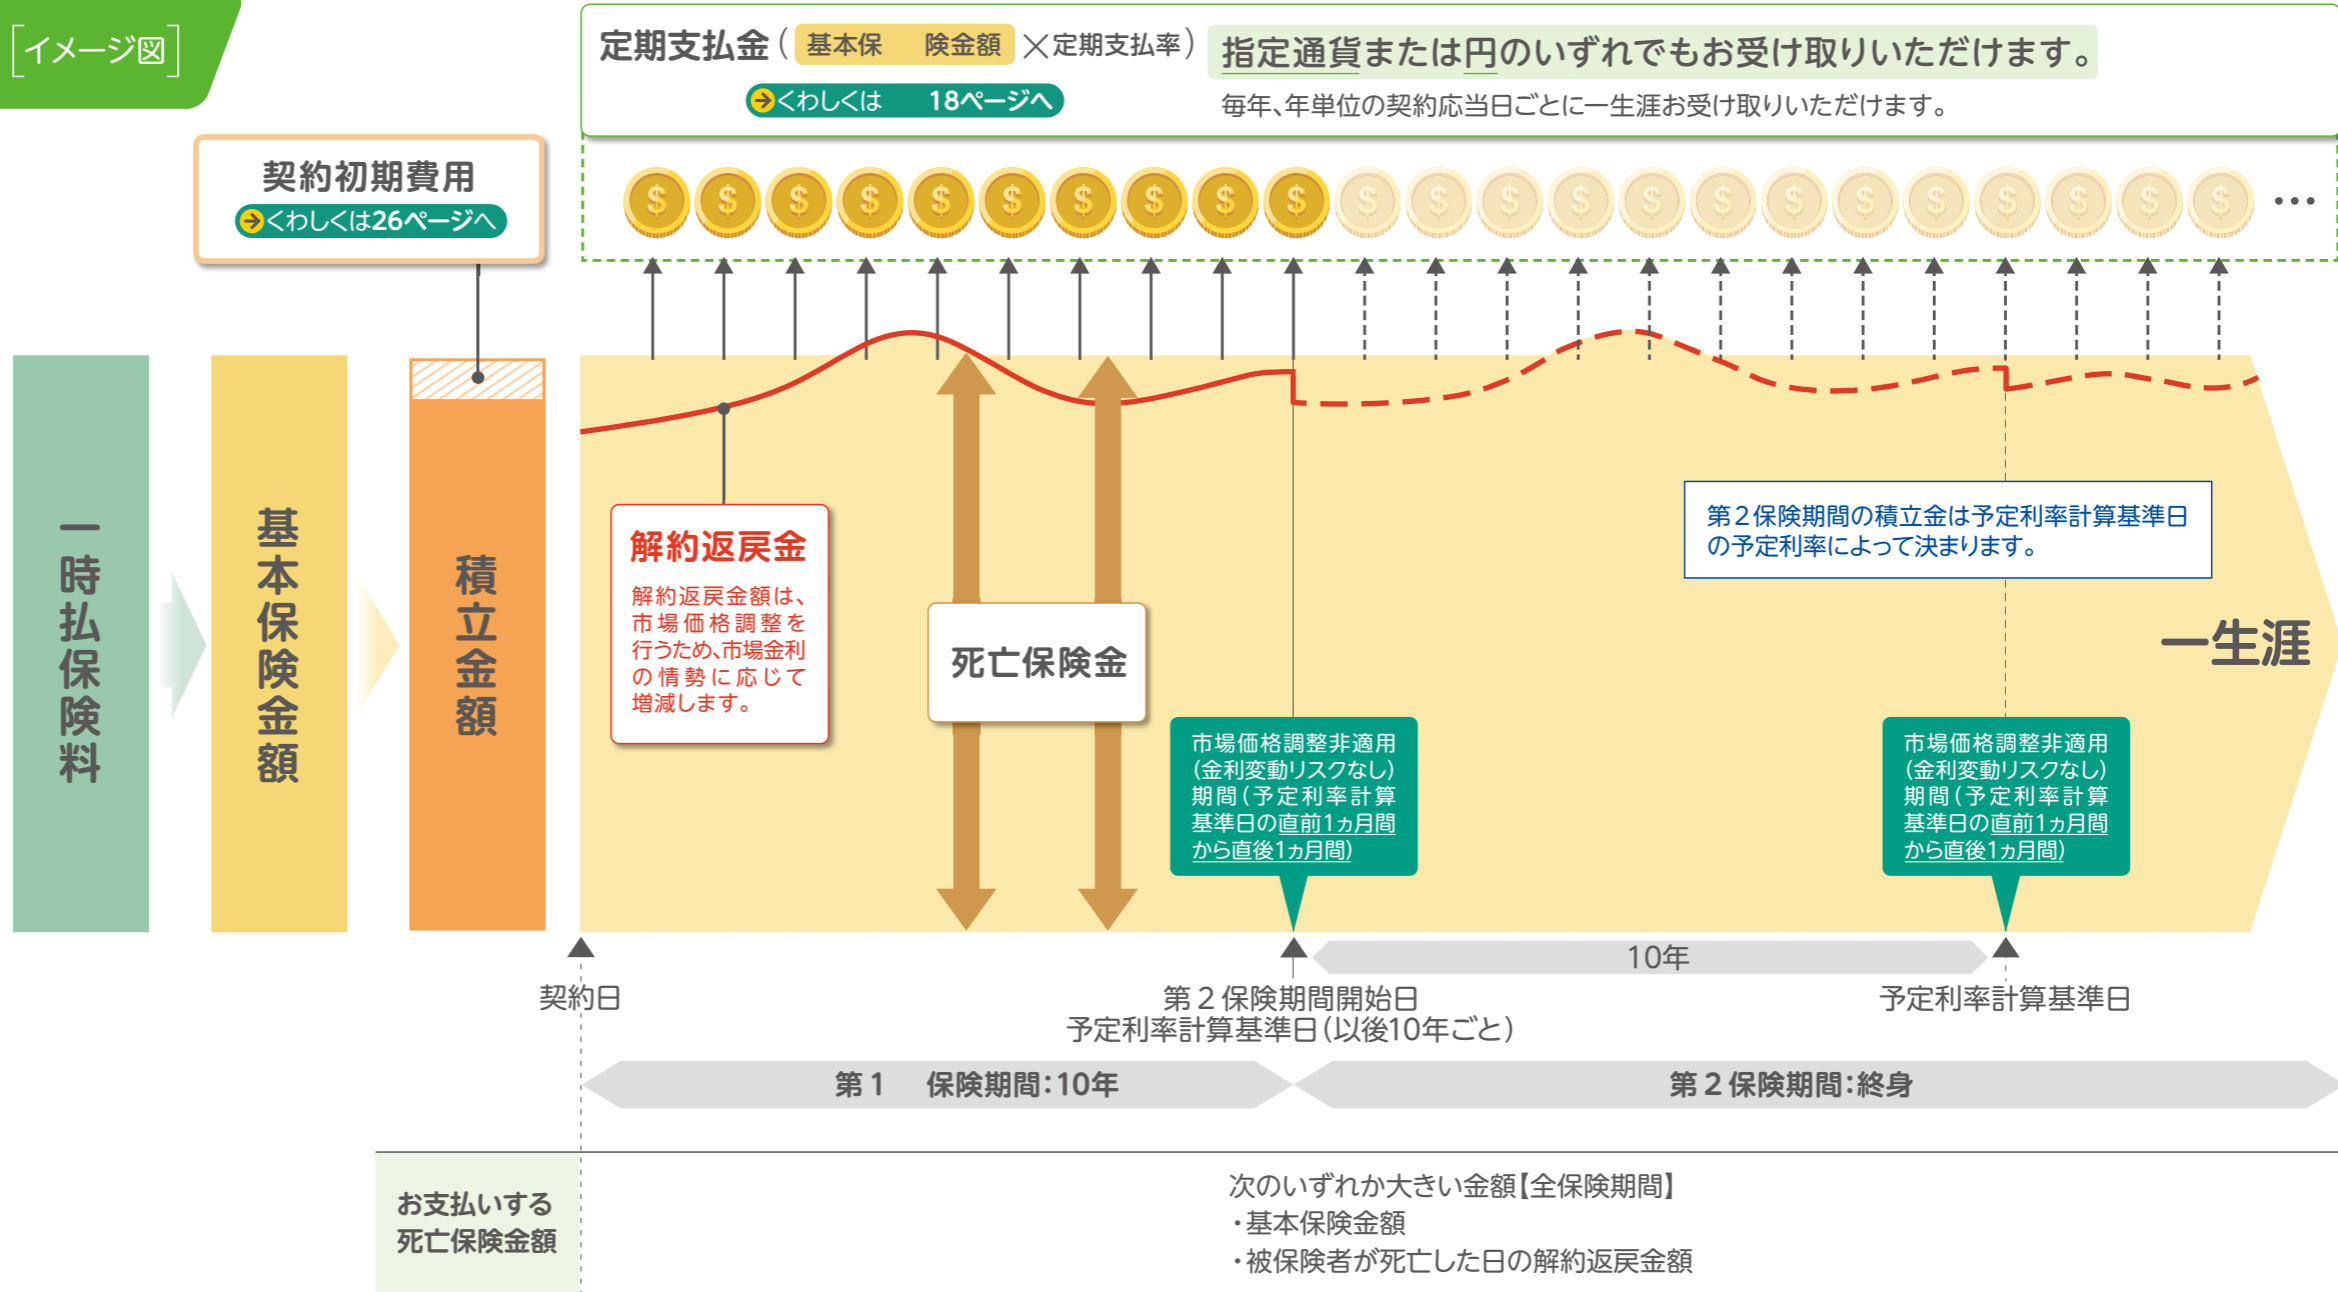 [イメージ図]
定期支払金(基本保 険金額×定期支払率)
くわしくは 18ページへ
指定通貨または円のいずれでもお受け取りいただけます。
毎年、年単位の契約応当日ごとに一生涯お受け取りいただけます。
契約初期費用
くわしくは26ページへ
$ $ $ $ $ $ $ $ $ $ $ $ $ $ $ $ $ $ $ $ $ $ $ …
一時払保険料
基本保険金額
積立金額
解約返戻金
解約返戻金額は、
市場価格調整を
行うため、市場金利
の情勢に応じて
増減します。
死亡保険金
第2保険期間の積立金は予定利率計算基準日
の予定利率によって決まります。
一生涯
市場価格調整非適用
(金利変動リスクなし)
期間(予定利率計算
基準日の直前1ヵ月間
から直後1ヵ月間)
市場価格調整非適用
(金利変動リスクなし)
期間(予定利率計算
基準日の直前1ヵ月間
から直後1ヵ月間)
10年
契約日
第2保険期間開始日
予定利率計算基準日(以後10年ごと)
予定利率計算基準日
第1 保険期間:10年
第2保険期間:終身
お支払いする
死亡保険金額
次のいずれか大きい金額【全保険期間】
・基本保険金額
・被保険者が死亡した日の解約返戻金額